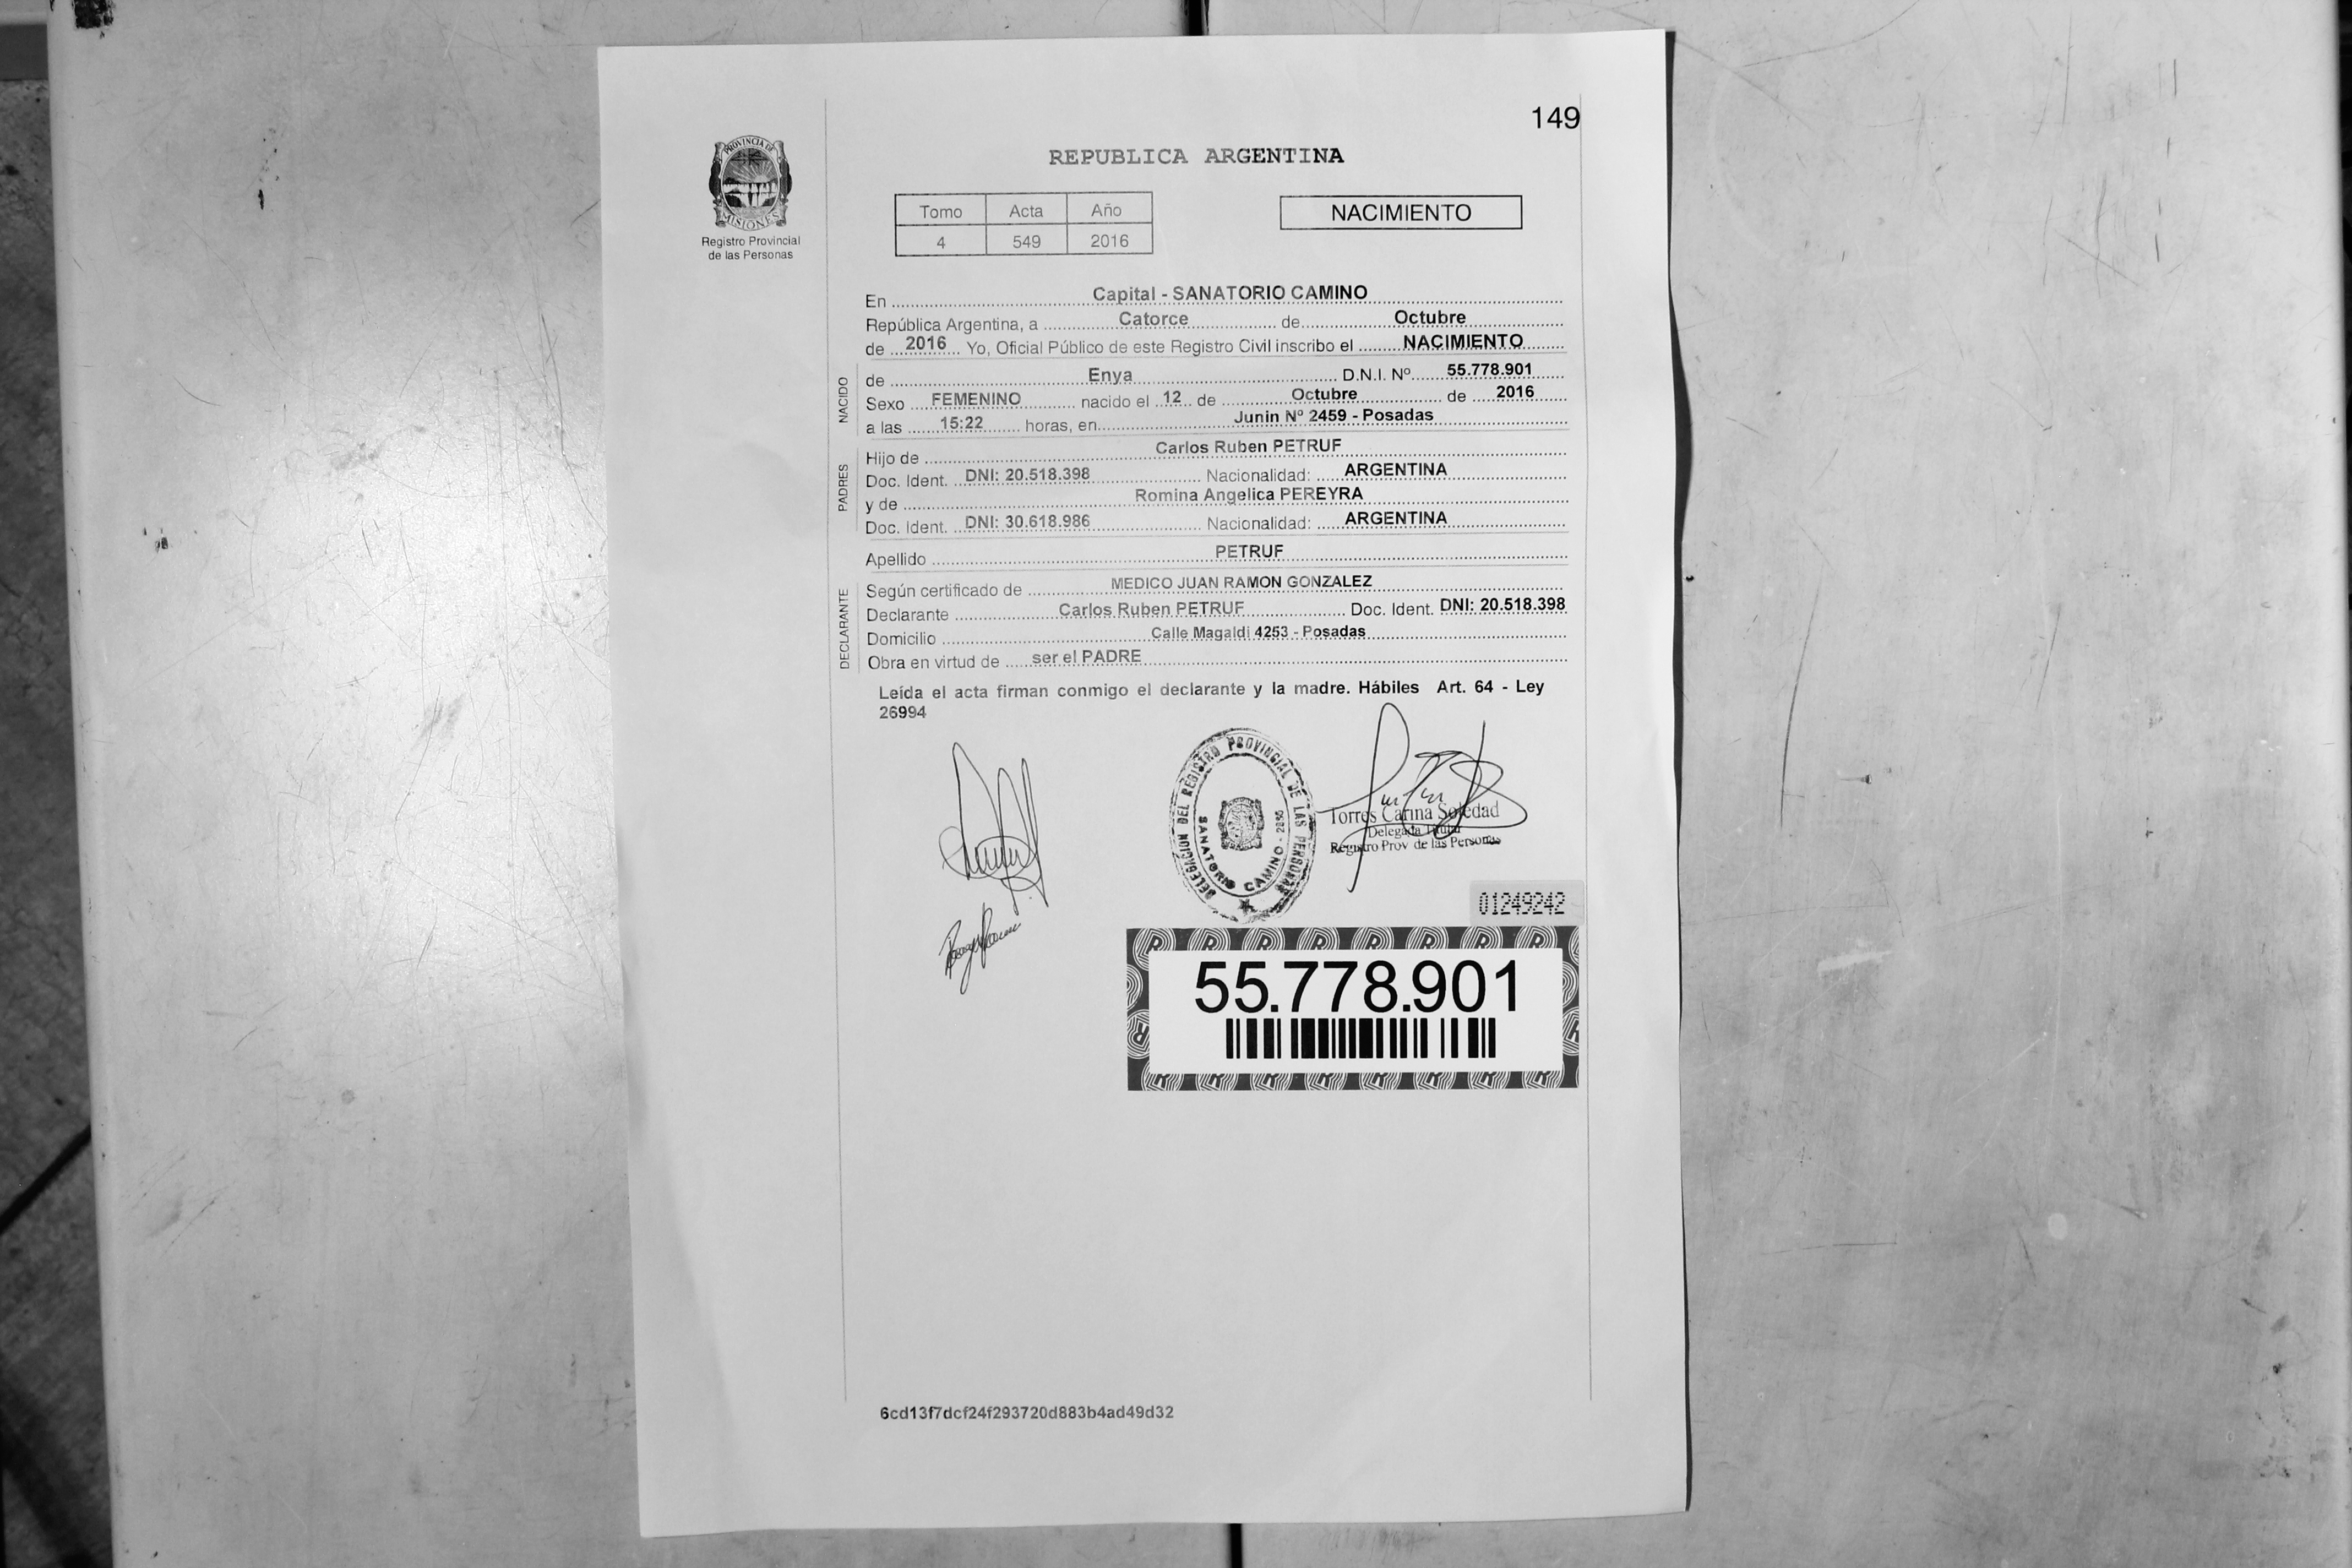 149
PROVINCIA DE
MISIONES
Registro Provincial
de las Personas
REPUBLICA ARGENTINA
Tomo Acta Año
4 549 2016
NACIMIENTO
En Capital - SANATORIO CAMINO
República Argentina, a Catorce de Octubre
de 2016 Yo, Oficial Público de este Registro Civil inscribo el NACIMIENTO
NACIDO
de Enya D.N.I. Nº 55.778.901
Sexo FEMENINO nacido el 12 de Octubre de 2016
a las 15:22 horas, en Junin Nº 2459 - Posadas
PADRES
Hijo de Carlos Ruben PETRUF
Doc. Ident. DNI: 20.518.398 Nacionalidad: ARGENTINA
y de Romina Angelica PEREYRA
Doc. Ident. DNI: 30.618.986 Nacionalidad: ARGENTINA
Apellido PETRUF
DECLARANTE
Según certificado de MEDICO JUAN RAMON GONZALEZ
Declarante Carlos Ruben PETRUF Doc. Ident. DNI: 20.518.398
Domicilio Calle Magaldi 4253 - Posadas
Obra en virtud de ser el PADRE
Leída el acta firman conmigo el declarante y la madre. Hábiles Art. 64 - Ley
26994
DELEGACION DEL REGISTRO PROVINCIAL DE LAS PERSONAS
SANATORIO CAMINO
Torres Carina Soledad
Delegada Titular
Registro Prov de las Personas
01249242
55.778.901
6cd13f7dcf24f293720d883b4ad49d32